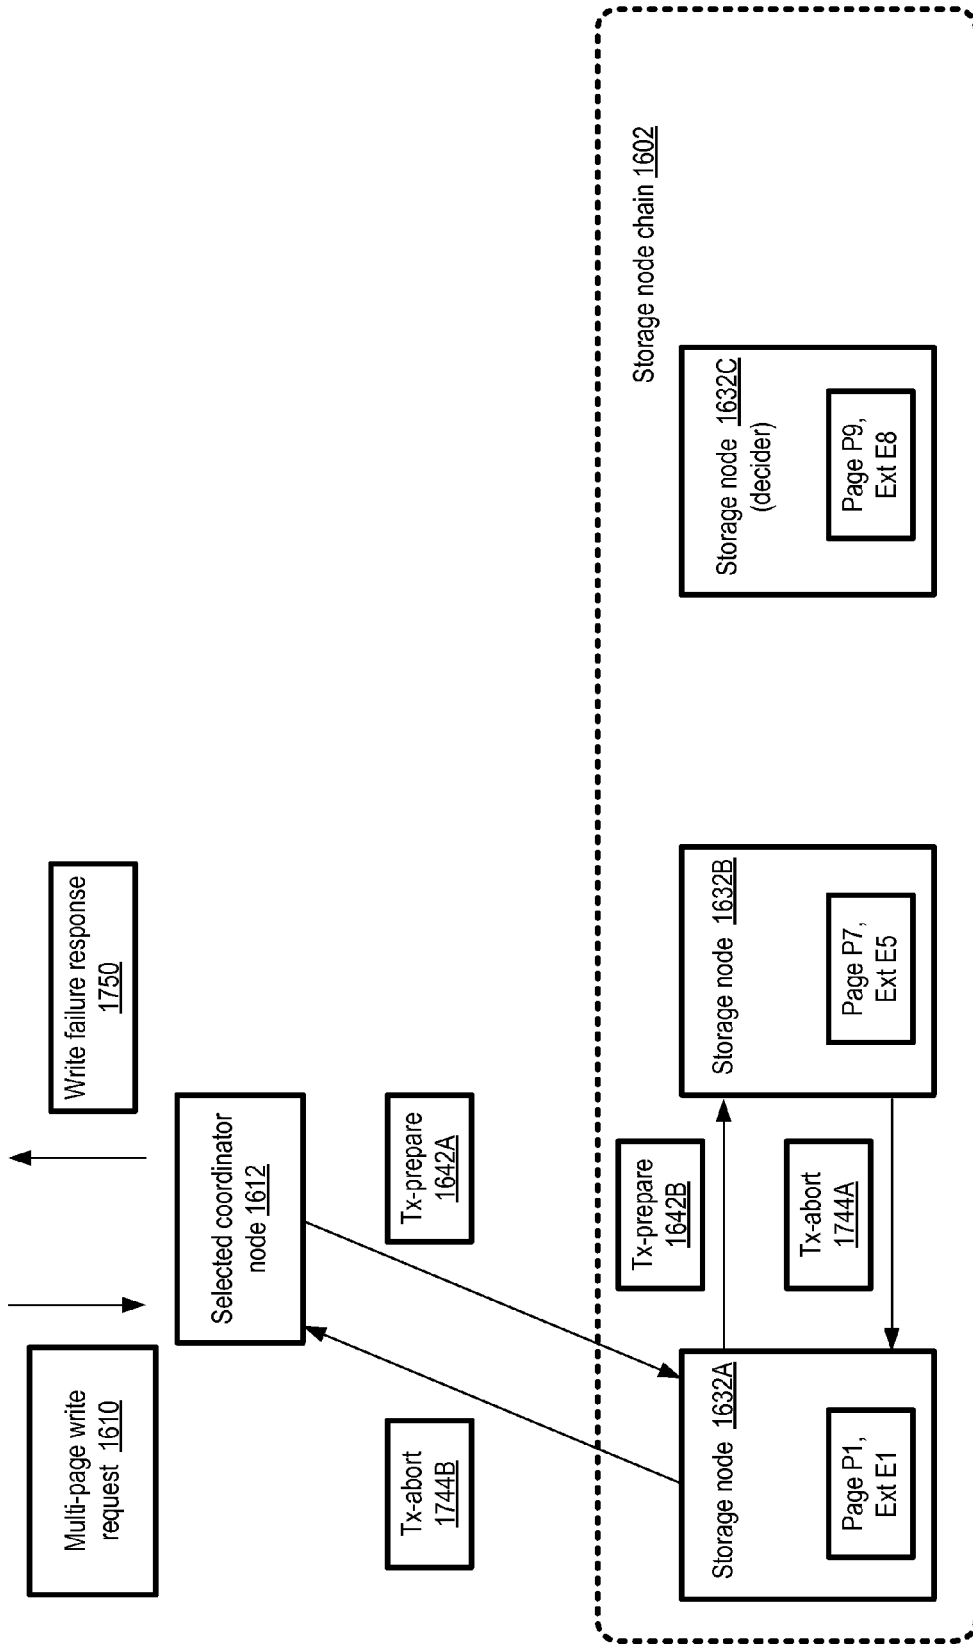 Multi-page write
request 1610
Write failure response
1750
Selected coordinator
node 1612
Tx-abort
1744B
Tx-prepare
1642A
Storage node chain 1602
Storage node 1632A
Page P1,
Ext E1
Tx-prepare
1642B
Tx-abort
1744A
Storage node 1632B
Page P7,
Ext E5
Storage node 1632C
(decider)
Page P9,
Ext E8